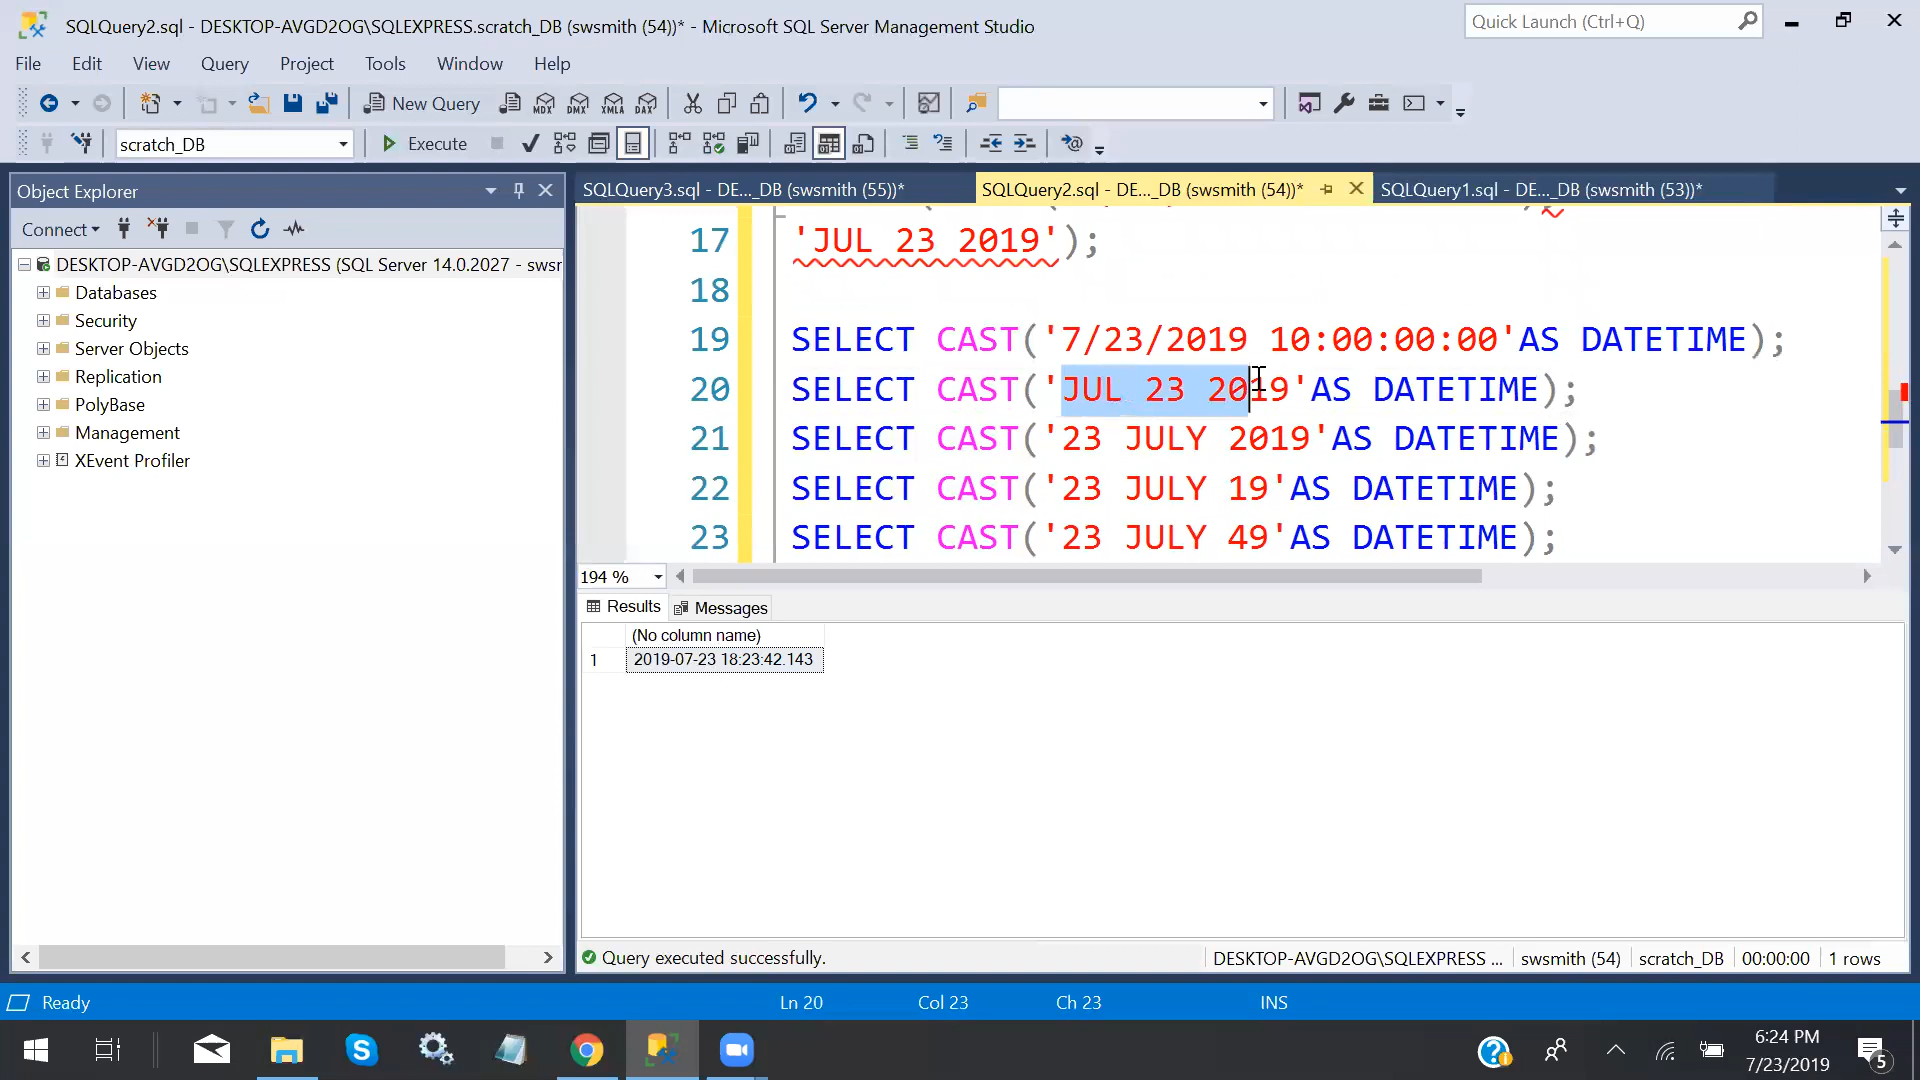 SQLQuery2.sql - DESKTOP-AVGD2OG\SQLEXPRESS.scratch_DB (swsmith (54))* - Microsoft SQL Server Management Studio
Quick Launch (Ctrl+Q)
File Edit View Query Project Tools Window Help
New Query MDX DMX XMLA DAX
scratch_DB Execute
Object Explorer
Connect
DESKTOP-AVGD2OG\SQLEXPRESS (SQL Server 14.0.2027 - swsr
Databases
Security
Server Objects
Replication
PolyBase
Management
XEvent Profiler
SQLQuery3.sql - DE..._DB (swsmith (55))* SQLQuery2.sql - DE..._DB (swsmith (54))* SQLQuery1.sql - DE..._DB (swsmith (53))*
17 'JUL 23 2019');
18
19 SELECT CAST('7/23/2019 10:00:00:00'AS DATETIME);
20 SELECT CAST('JUL 23 2019'AS DATETIME);
21 SELECT CAST('23 JULY 2019'AS DATETIME);
22 SELECT CAST('23 JULY 19'AS DATETIME);
23 SELECT CAST('23 JULY 49'AS DATETIME);
194 %
Results Messages
(No column name)
1 2019-07-23 18:23:42.143
Query executed successfully. DESKTOP-AVGD2OG\SQLEXPRESS ... swsmith (54) scratch_DB 00:00:00 1 rows
Ready Ln 20 Col 23 Ch 23 INS
6:24 PM
7/23/2019
5